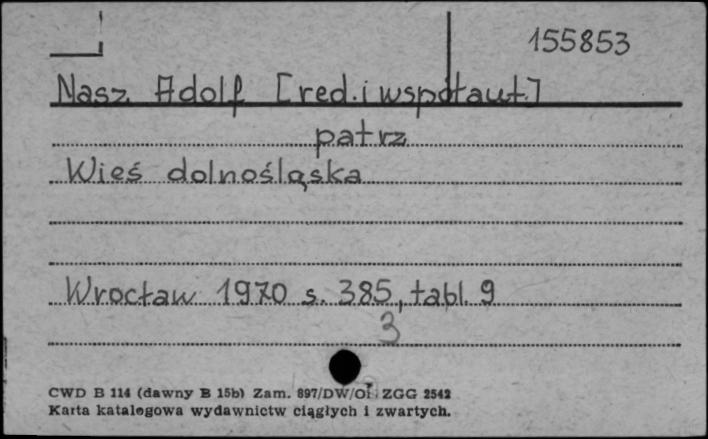 155853
Nasz Adolf [red. i współaut.]
patrz
Wieś dolnośląska
Wrocław 1970 s. 385, tabl. 9
3
CWD B 114 (dawny B 15b) Zam. 897/DW/Oi ZGG 2542
Karta katalogowa wydawnictw ciągłych i zwartych.